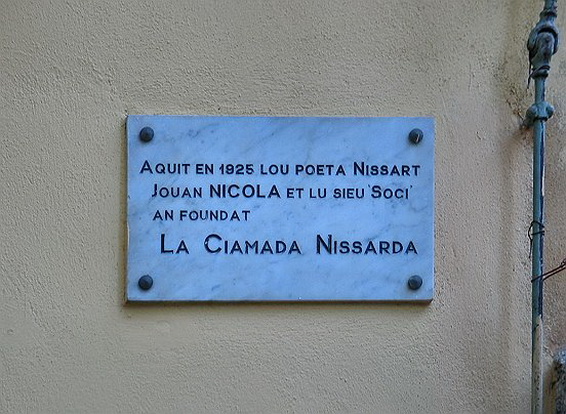 Aquit en 1925 lou poeta Nissart
Jouan NICOLA et lu sieu 'Soci'
an foundat
La Ciamada Nissarda